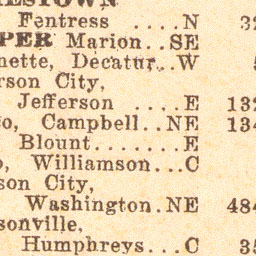 Fentress ....N 32
PER Marion..SE
nette, Decatur..W
rson City,
Jefferson ....E 132
o, Campbell..NE 134
Blount........E
o, Williamson...C
son City,
Washington.NE 484
sonville,
Humphreys...C 35